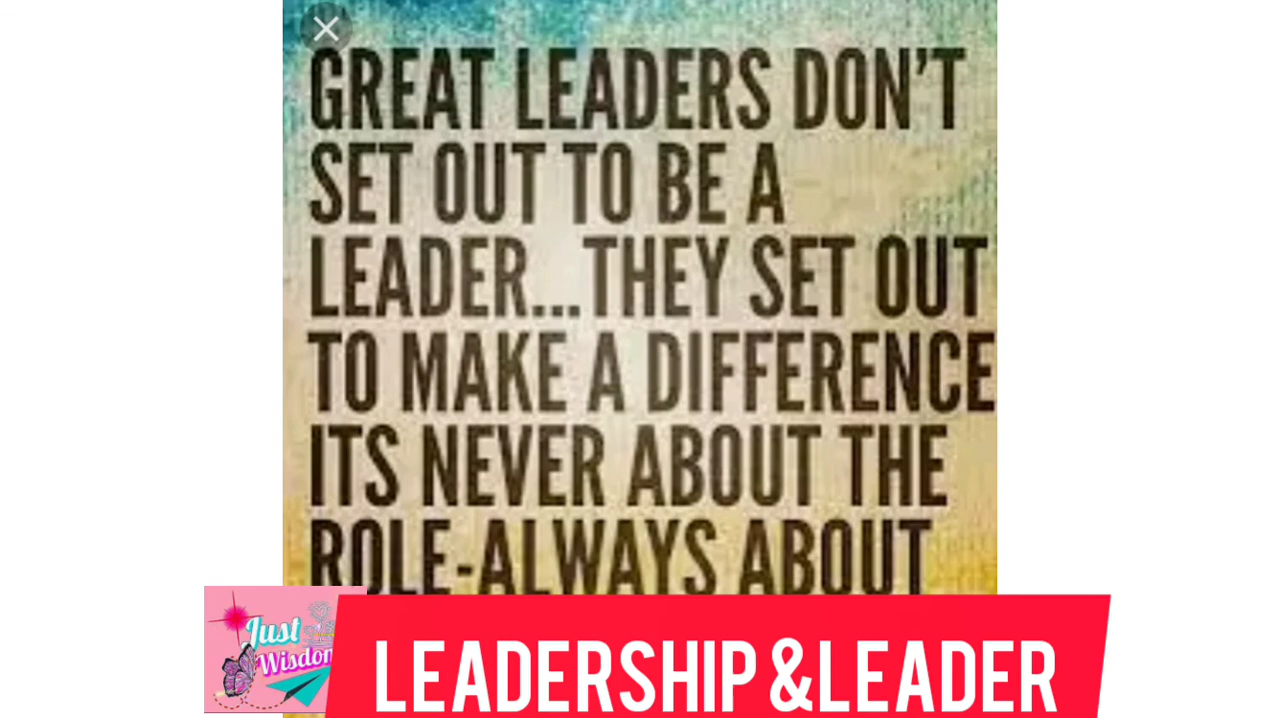 GREAT LEADERS DON'T
SET OUT TO BE A
LEADER...THEY SET OUT
TO MAKE A DIFFERENCE
ITS NEVER ABOUT THE
ROLE-ALWAYS ABOUT
Just
Wisdom
LEADERSHIP &LEADER